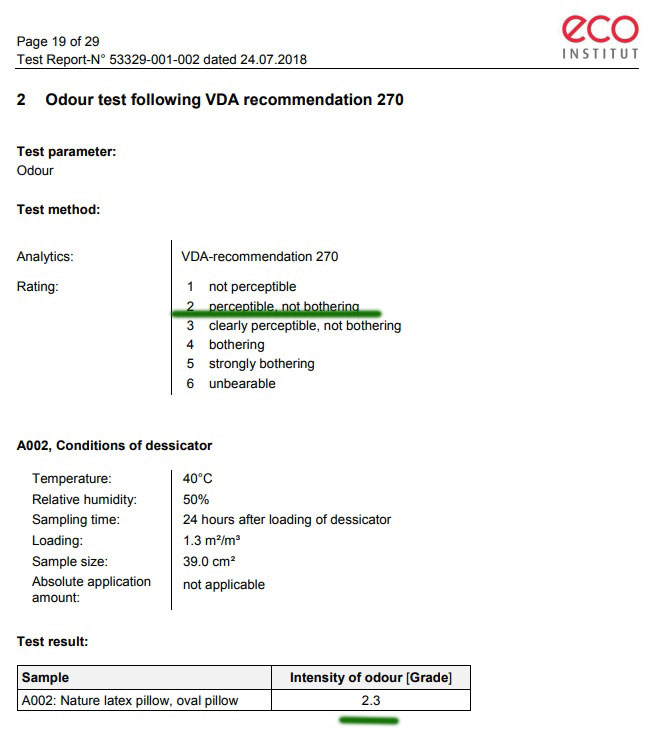 eco
INSTITUT
Page 19 of 29
Test Report-N° 53329-001-002 dated 24.07.2018
2 Odour test following VDA recommendation 270
Test parameter:
Odour
Test method:
Analytics: VDA-recommendation 270
Rating: 1 not perceptible
2 perceptible, not bothering
3 clearly perceptible, not bothering
4 bothering
5 strongly bothering
6 unbearable
A002, Conditions of dessicator
Temperature: 40°C
Relative humidity: 50%
Sampling time: 24 hours after loading of dessicator
Loading: 1.3 m²/m³
Sample size: 39.0 cm²
Absolute application not applicable
amount:
Test result:
Sample Intensity of odour [Grade]
A002: Nature latex pillow, oval pillow 2.3